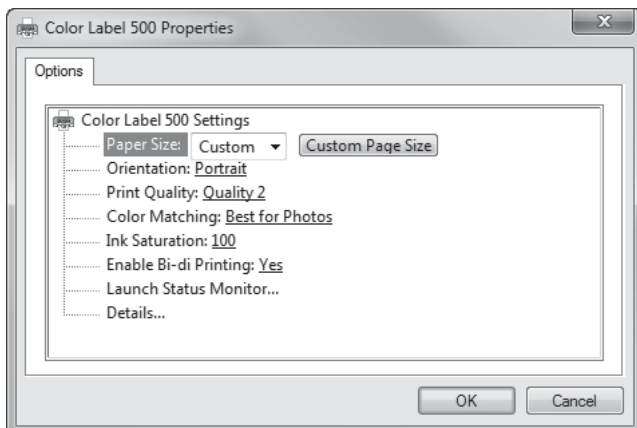 Color Label 500 Properties
Options
Color Label 500 Settings
Paper Size: Custom Custom Page Size
Orientation: Portrait
Print Quality: Quality 2
Color Matching: Best for Photos
Ink Saturation: 100
Enable Bi-di Printing: Yes
Launch Status Monitor...
Details...
OK Cancel